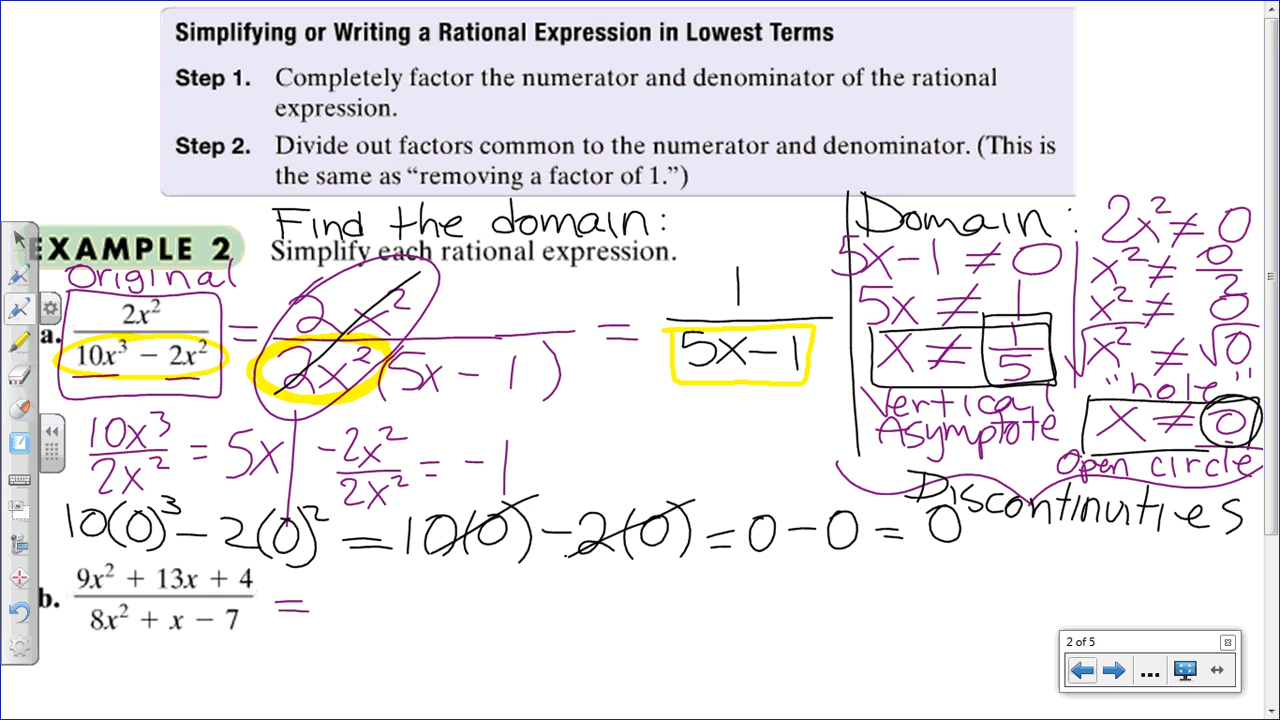 Simplifying or Writing a Rational Expression in Lowest Terms
Step 1. Completely factor the numerator and denominator of the rational
expression.
Step 2. Divide out factors common to the numerator and denominator. (This is
the same as “removing a factor of 1.”)
Find the domain:
EXAMPLE 2 Simplify each rational expression.
Original
a. 2x² / (10x³ − 2x²) = 2x² / 2x²(5x − 1) = 1 / (5x−1)
10x³/2x² = 5x
−2x²/2x² = −1
Domain:
5x−1 ≠ 0
5x ≠ 1
x ≠ 1/5
Vertical
Asymptote
2x² ≠ 0
x² ≠ 0/2
x² ≠ 0
√x² ≠ √0
"hole"
x ≠ 0
Open circle
Discontinuities
10(0)³ − 2(0)² = 10(0) − 2(0) = 0 − 0 = 0
b. (9x² + 13x + 4) / (8x² + x − 7) =
2 of 5